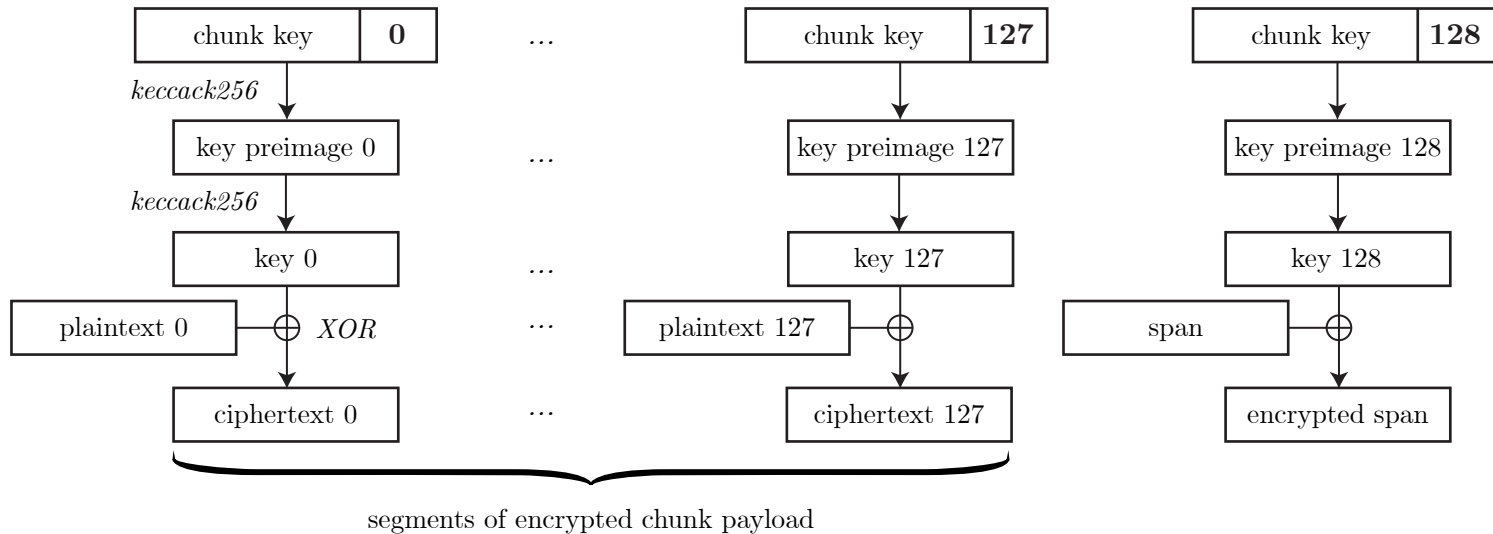 chunk key 0 ... chunk key 127 chunk key 128
keccack256
key preimage 0 ... key preimage 127 key preimage 128
keccack256
key 0 ... key 127 key 128
plaintext 0 XOR ... plaintext 127 span
ciphertext 0 ... ciphertext 127 encrypted span
segments of encrypted chunk payload